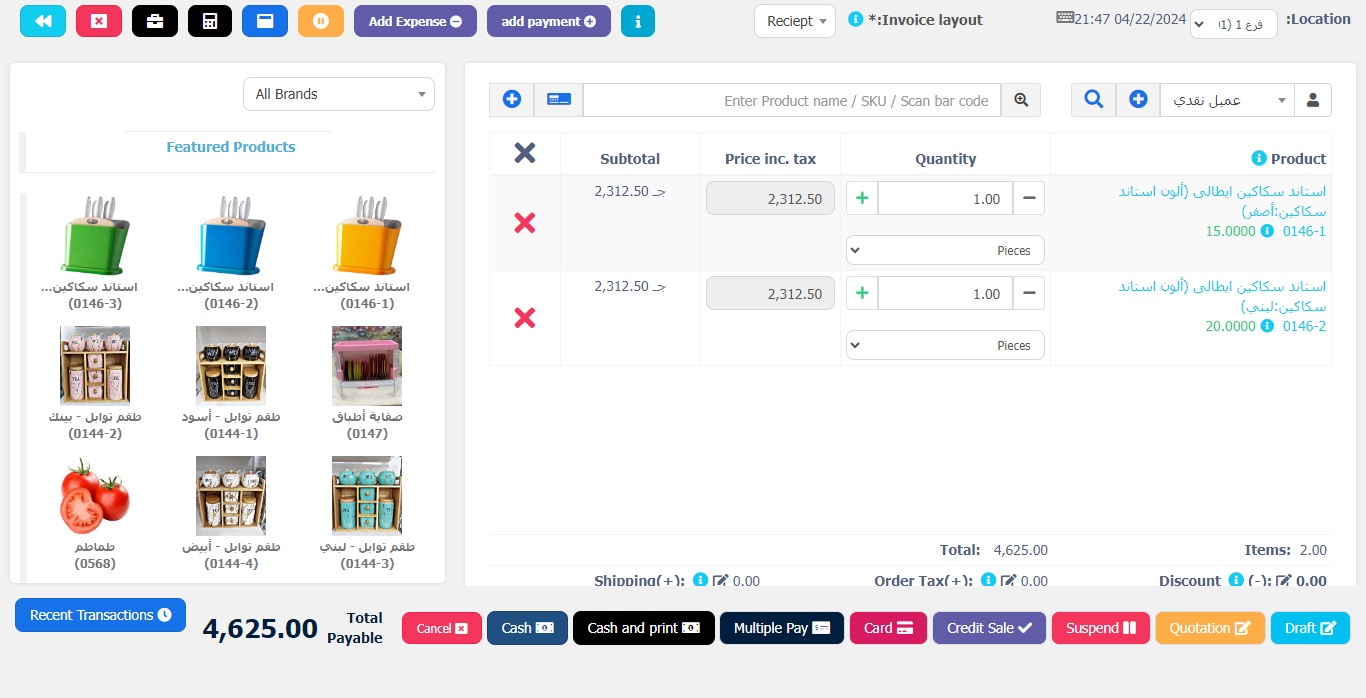 Add Expense
add payment
Reciept
*:Invoice layout
21:47 04/22/2024
فرع 1 (1
:Location
All Brands
Featured Products
استاند سكاكين...
(0146-3)
استاند سكاكين...
(0146-2)
استاند سكاكين...
(0146-1)
طقم توابل - بينك
(0144-2)
طقم توابل - أسود
(0144-1)
صفاية أطباق
(0147)
طماطم
(0568)
طقم توابل - أبيض
(0144-4)
طقم توابل - لبني
(0144-3)
Enter Product name / SKU / Scan bar code
عميل نقدي
Subtotal
Price inc. tax
Quantity
Product
2,312.50 جـ
2,312.50
1.00
Pieces
استاند سكاكين ايطالى (ألون استاند
سكاكين:أصفر)
15.0000 0146-1
2,312.50 جـ
2,312.50
1.00
Pieces
استاند سكاكين ايطالى (ألون استاند
سكاكين:لبني)
20.0000 0146-2
Total: 4,625.00
Items: 2.00
Shipping(+): 0.00
Order Tax(+): 0.00
Discount (-): 0.00
Recent Transactions
4,625.00
Total
Payable
Cancel
Cash
Cash and print
Multiple Pay
Card
Credit Sale
Suspend
Quotation
Draft